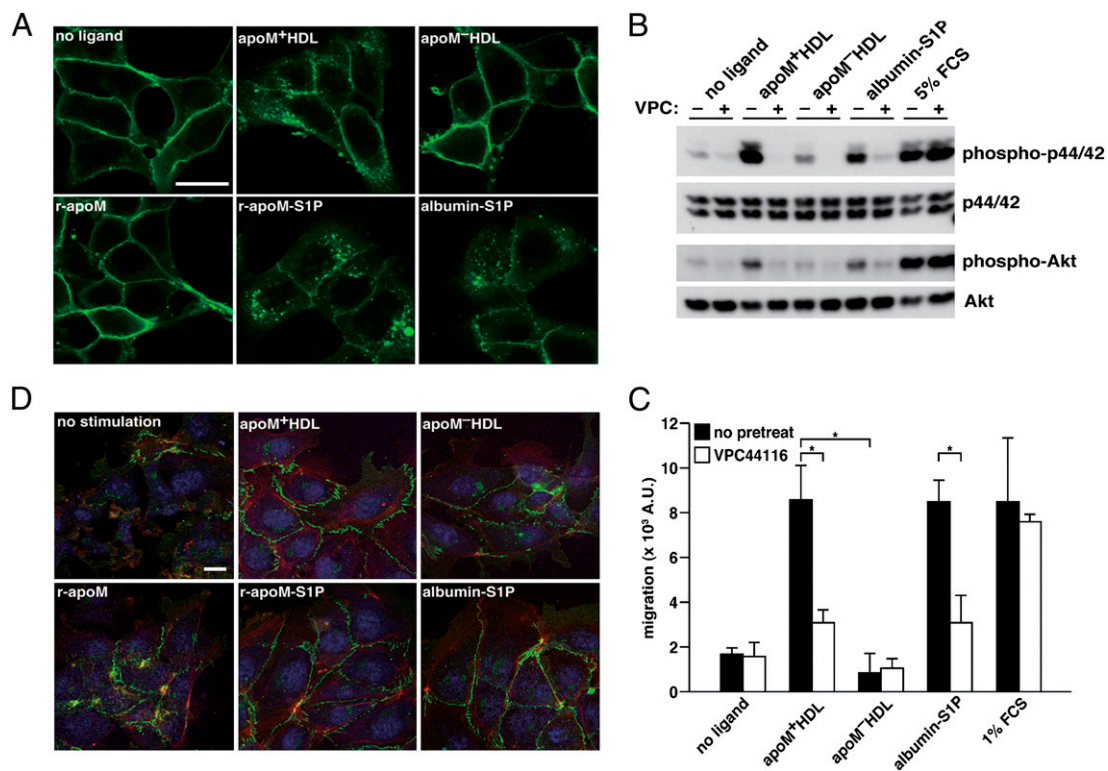 A
no ligand
apoM⁺HDL
apoM⁻HDL
r-apoM
r-apoM-S1P
albumin-S1P
B
no ligand
apoM⁺HDL
apoM⁻HDL
albumin-S1P
5% FCS
VPC: – + – + – + – + – +
phospho-p44/42
p44/42
phospho-Akt
Akt
D
no stimulation
apoM⁺HDL
apoM⁻HDL
r-apoM
r-apoM-S1P
albumin-S1P
C
no pretreat
VPC44116
*
*
*
migration (x 10³ A.U.)
12
10
8
6
4
2
0
no ligand
apoM⁺HDL
apoM⁻HDL
albumin-S1P
1% FCS